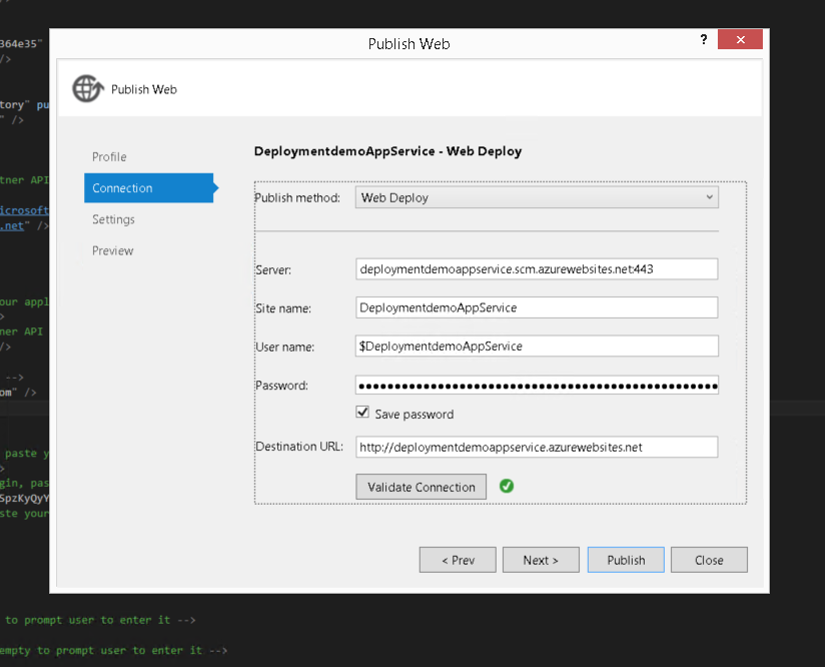 Publish Web
?
364e35"
/>
Publish Web
tory" pu
" />
DeploymentdemoAppService - Web Deploy
Profile
tner API
Connection
Publish method:
Web Deploy
icrosoft
Settings
.net" />
Preview
Server:
deploymentdemoappservice.scm.azurewebsites.net:443
our appl
>
Site name:
DeploymentdemoAppService
ner API
/>
User name:
$DeploymentdemoAppService
-->
Password:
om" />
Save password
paste y
Destination URL:
http://deploymentdemoappservice.azurewebsites.net
>
gin, pas
Validate Connection
SpzKyQyY
ste your
< Prev
Next >
Publish
Close
to prompt user to enter it -->
empty to prompt user to enter it -->